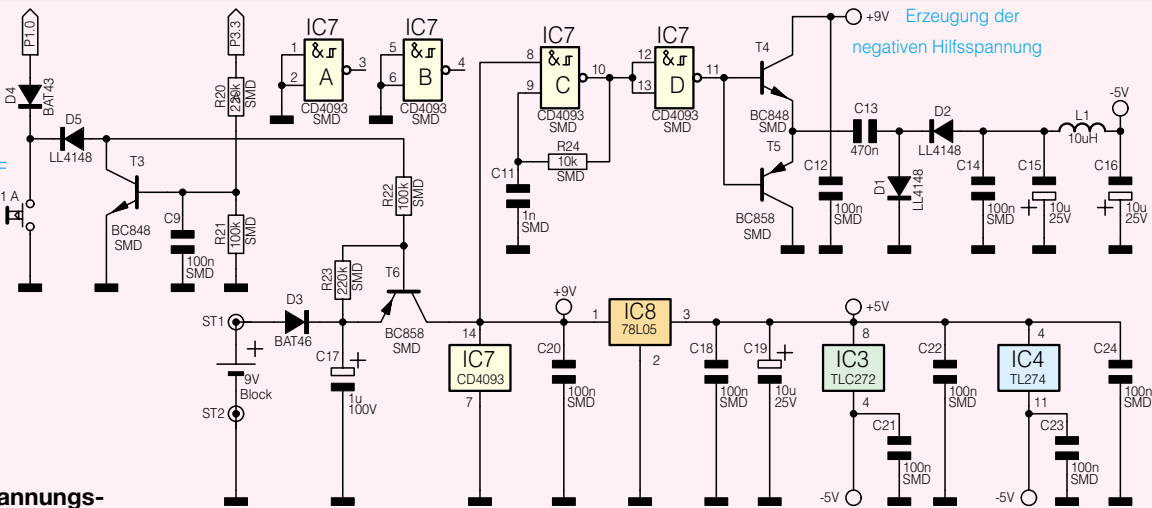 P1.0
P3.3
D4
BAT43
R20
SMD
IC7
1
2
&
A
3
CD4093
SMD
IC7
5
6
&
B
4
CD4093
SMD
IC7
8
9
&
C
10
CD4093
SMD
IC7
12
13
&
D
11
CD4093
SMD
T4
BC848
SMD
T5
BC858
SMD
+9V
Erzeugung der
negativen Hilfsspannung
D5
LL4148
T3
BC848
SMD
C9
100n
SMD
R21
100k
SMD
R22
100k
SMD
R24
10k
SMD
C11
1n
SMD
C12
100n
SMD
C13
470n
D1
LL4148
D2
LL4148
C14
100n
SMD
C15
+
10u
25V
L1
10uH
-5V
C16
+
10u
25V
F
1 A
R23
220k
SMD
T6
BC858
SMD
ST1
+
9V
Block
ST2
D3
BAT46
C17
+
1u
100V
14
IC7
CD4093
7
+9V
C20
100n
SMD
1
IC8
78L05
3
2
C18
100n
SMD
C19
+
10u
25V
+5V
8
IC3
TLC272
4
C21
100n
SMD
-5V
C22
100n
SMD
4
IC4
TL274
11
C23
100n
SMD
-5V
C24
100n
SMD
annungs-